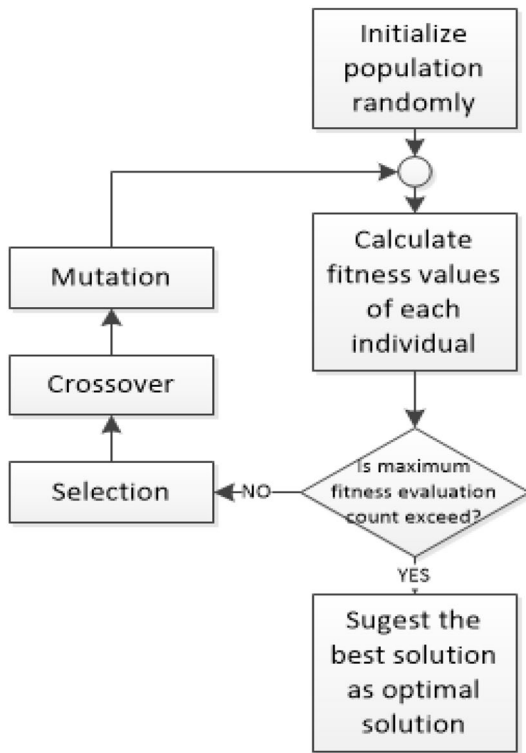 Initialize
population
randomly
Calculate
fitness values
of each
individual
Mutation
Crossover
Selection
NO
Is maximum
fitness evaluation
count exceed?
YES
Sugest the
best solution
as optimal
solution